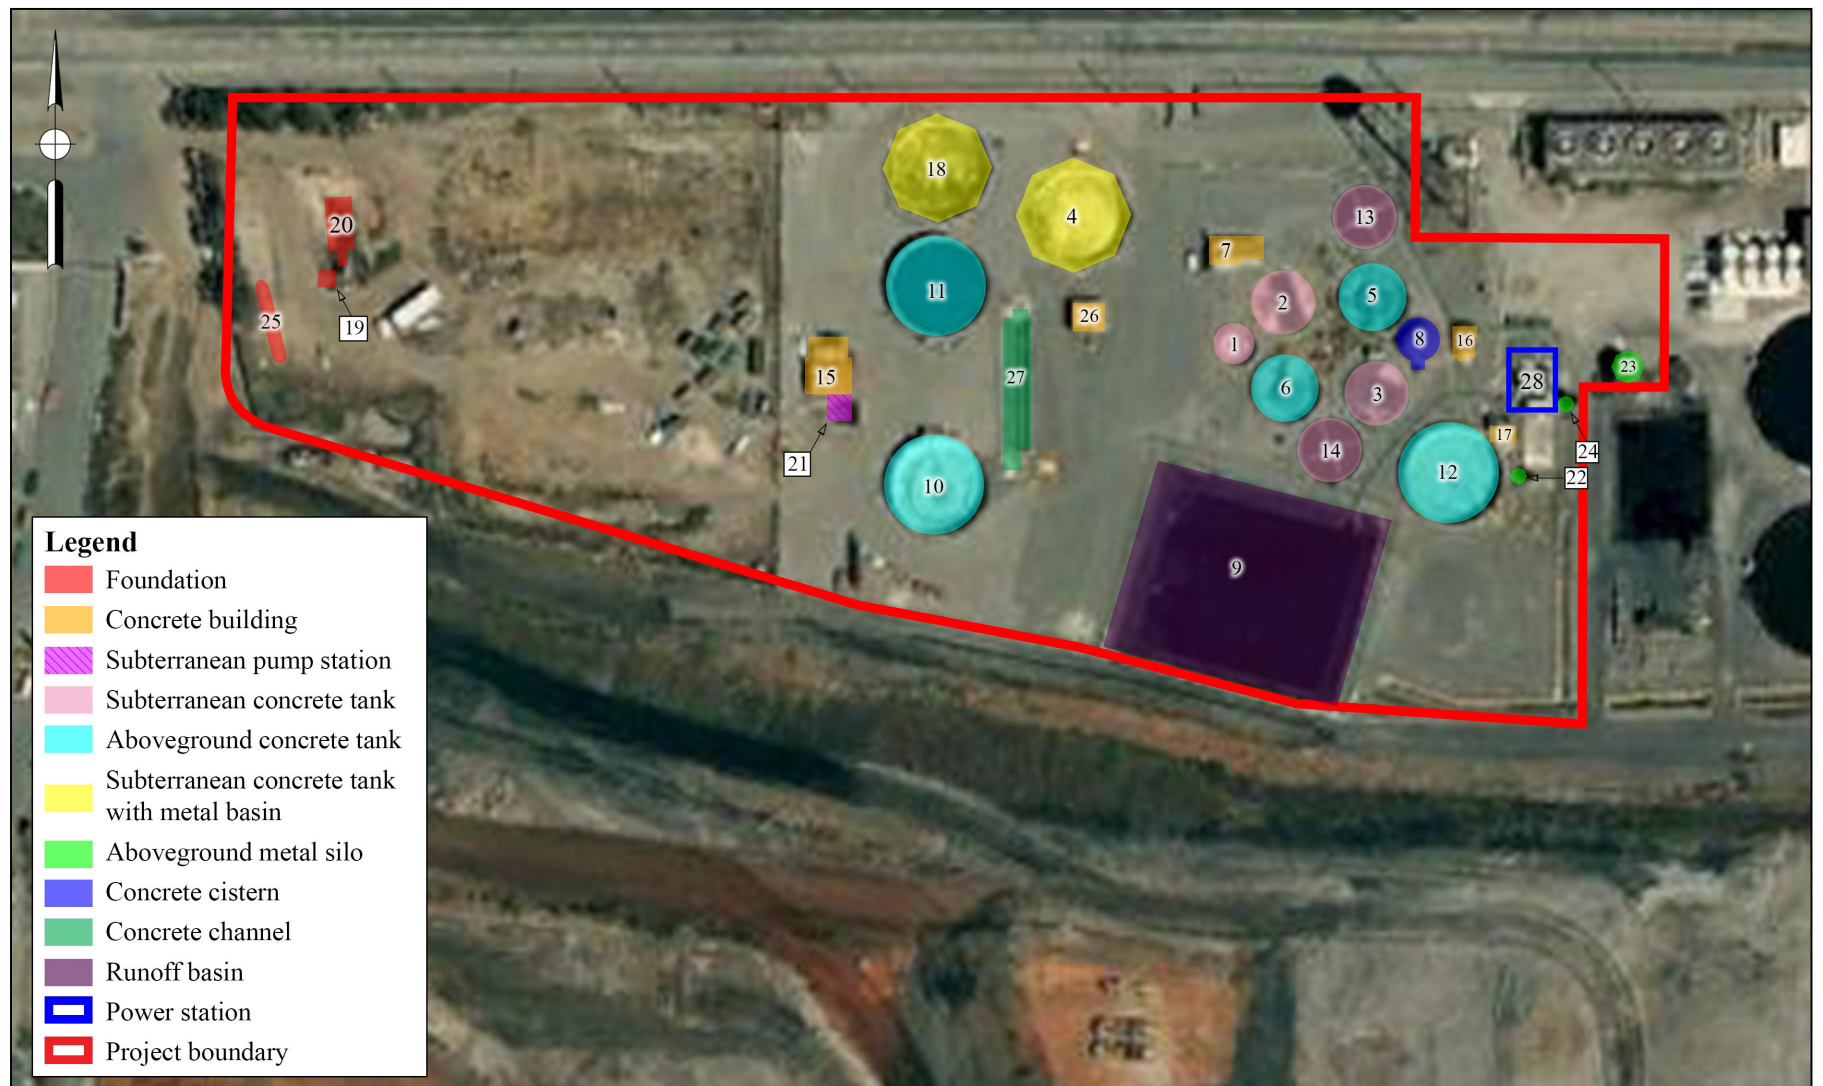 18
4
13
20
7
11
2
5
26
19
25
1
8
16
27
15
6
3
28
23
21
14
17
24
10
12
22
9
Legend
Foundation
Concrete building
Subterranean pump station
Subterranean concrete tank
Aboveground concrete tank
Subterranean concrete tank
with metal basin
Aboveground metal silo
Concrete cistern
Concrete channel
Runoff basin
Power station
Project boundary